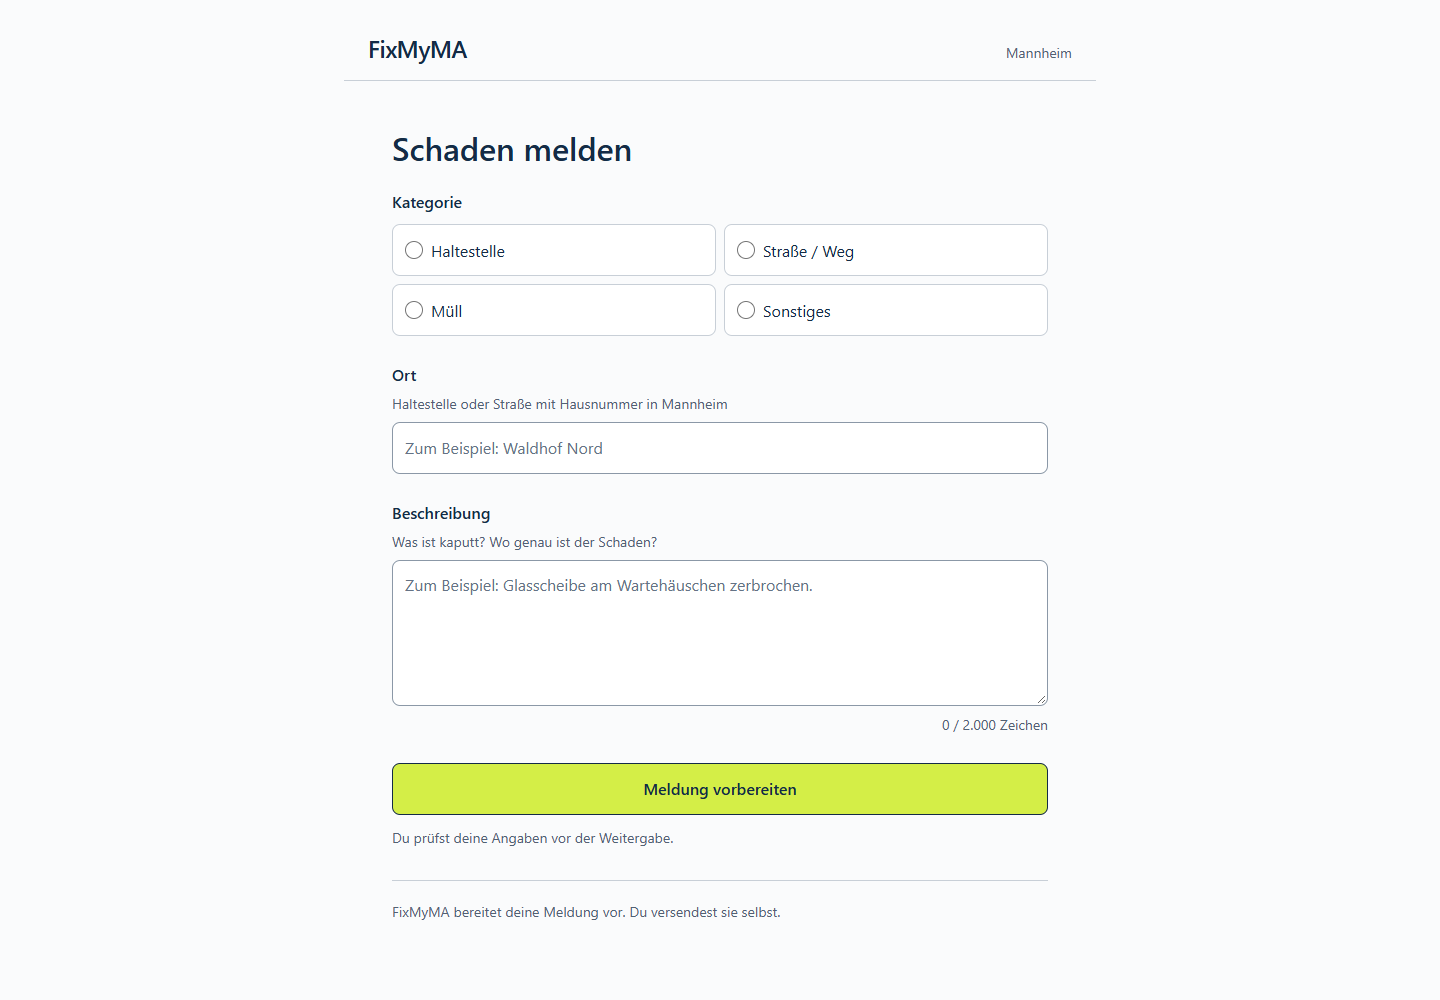 FixMyMA
Mannheim
Schaden melden
Kategorie
Haltestelle
Straße / Weg
Müll
Sonstiges
Ort
Haltestelle oder Straße mit Hausnummer in Mannheim
Zum Beispiel: Waldhof Nord
Beschreibung
Was ist kaputt? Wo genau ist der Schaden?
Zum Beispiel: Glasscheibe am Wartehäuschen zerbrochen.
0 / 2.000 Zeichen
Meldung vorbereiten
Du prüfst deine Angaben vor der Weitergabe.
FixMyMA bereitet deine Meldung vor. Du versendest sie selbst.